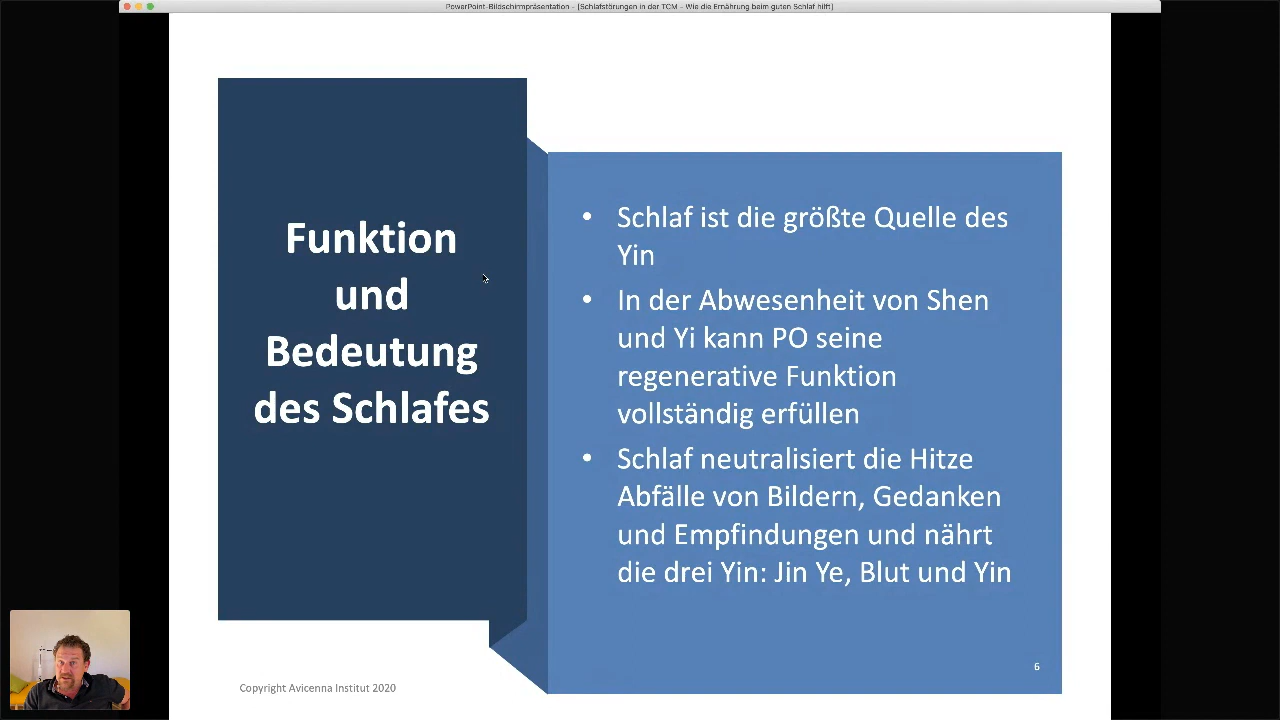 PowerPoint-Bildschirmpräsentation - [Schlafstörungen in der TCM - Wie die Ernährung beim guten Schlaf hilft]
Funktion
und
Bedeutung
des Schlafes
• Schlaf ist die größte Quelle des
Yin
• In der Abwesenheit von Shen
und Yi kann PO seine
regenerative Funktion
vollständig erfüllen
• Schlaf neutralisiert die Hitze
Abfälle von Bildern, Gedanken
und Empfindungen und nährt
die drei Yin: Jin Ye, Blut und Yin
6
Copyright Avicenna Institut 2020